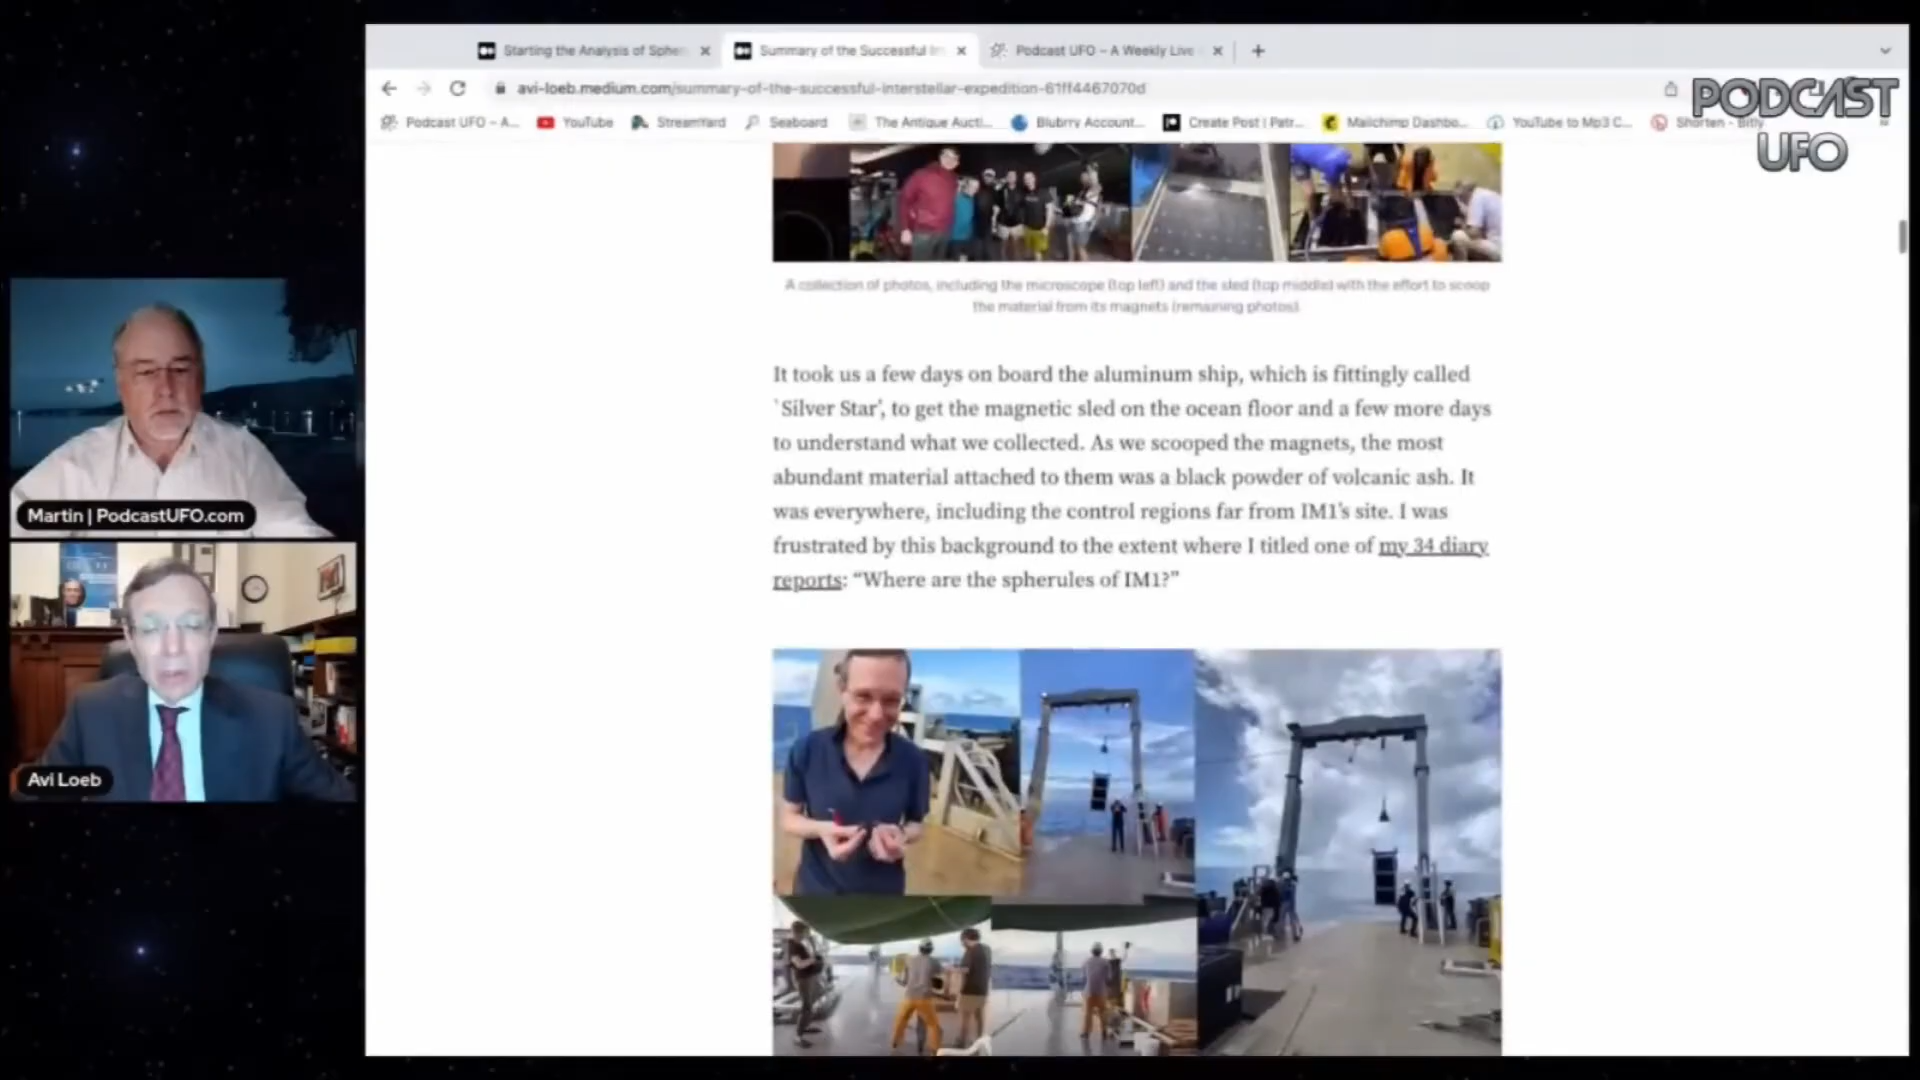 Starting the Analysis of Spher
Summary of the Successful In
Podcast UFO – A Weekly Live
avi-loeb.medium.com/summary-of-the-successful-interstellar-expedition-61ff4467070d
PODCAST
UFO
Podcast UFO – A...
YouTube
StreamYard
Seaboard
The Antique Aucti...
Blubrry Account...
Create Post | Patr...
Mailchimp Dashbo...
YouTube to Mp3 C...
Shorten - Bitly
A collection of photos, including the microscope (top left) and the sled (top middle) with the effort to scoop
the material from its magnets (remaining photos).
It took us a few days on board the aluminum ship, which is fittingly called
`Silver Star', to get the magnetic sled on the ocean floor and a few more days
to understand what we collected. As we scooped the magnets, the most
abundant material attached to them was a black powder of volcanic ash. It
was everywhere, including the control regions far from IM1's site. I was
frustrated by this background to the extent where I titled one of my 34 diary
reports: “Where are the spherules of IM1?”
Martin | PodcastUFO.com
Avi Loeb